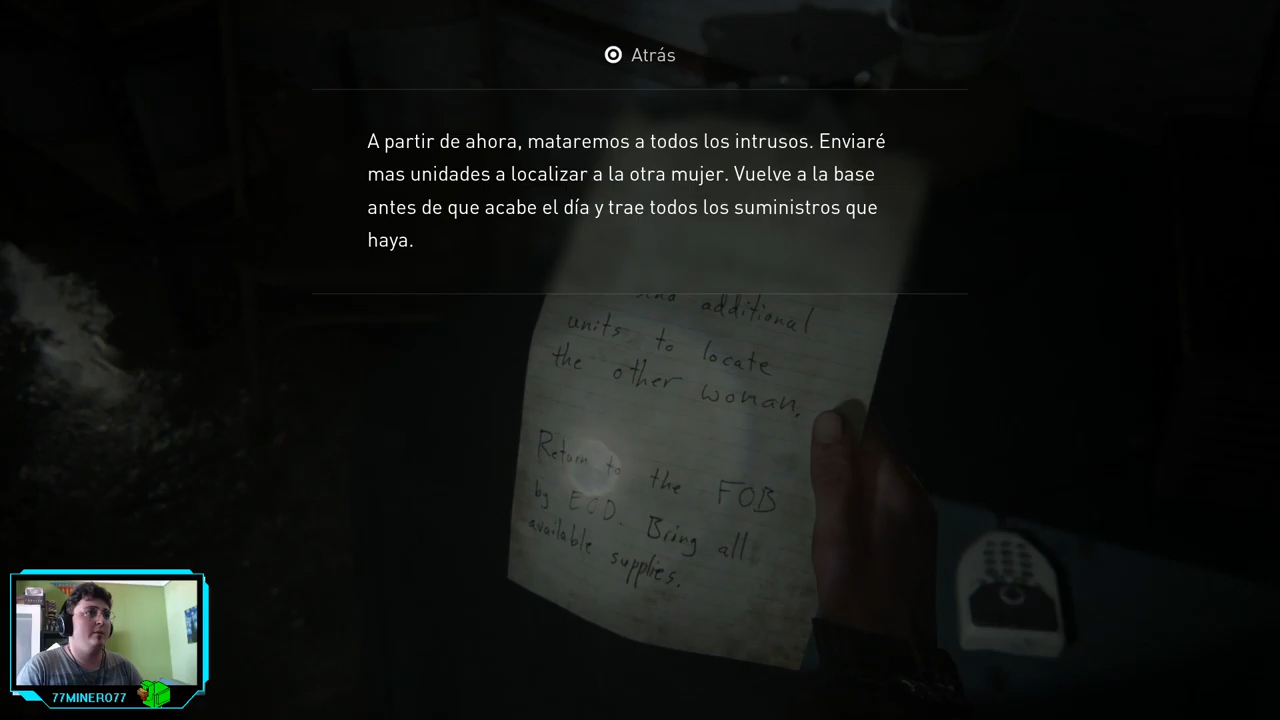 Atrás
A partir de ahora, mataremos a todos los intrusos. Enviaré
mas unidades a localizar a la otra mujer. Vuelve a la base
antes de que acabe el día y trae todos los suministros que
haya.
additional
units to locate
the other woman.
Return to the FOB
by EOD. Bring all
available supplies.
77MINERO77